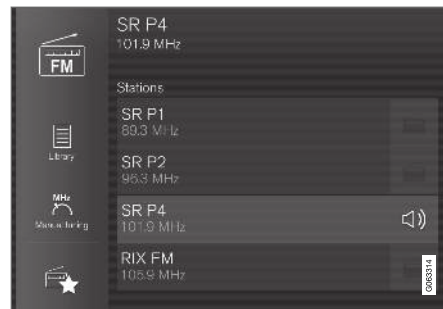 SR P4
101.9 MHz
FM
Stations
SR P1
89.3 MHz
Library
SR P2
96.3 MHz
MHz
Manual tuning
SR P4
101.9 MHz
RIX FM
105.9 MHz
G063314